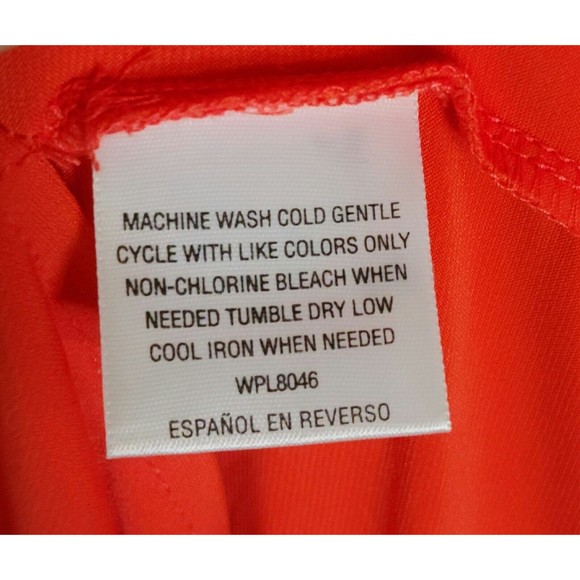 MACHINE WASH COLD GENTLE
CYCLE WITH LIKE COLORS ONLY
NON-CHLORINE BLEACH WHEN
NEEDED TUMBLE DRY LOW
COOL IRON WHEN NEEDED
WPL8046
ESPAÑOL EN REVERSO